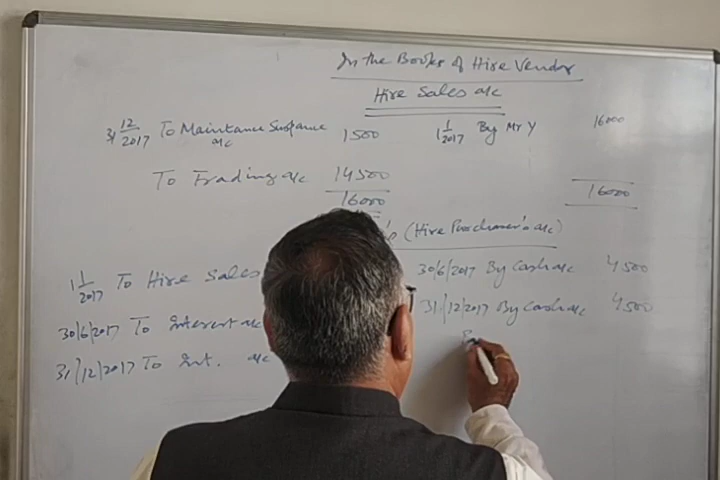 In the Books of Hire Vendor
Hire Sales a/c
31/12/2017 To Maintance Suspance a/c 1500 1/1/2017 By Mr Y 16000
To Trading a/c 14500
16000 16000
(Hire Purchaser's a/c)
1/1/2017 To Hire Sales 30/6/2017 By Cash a/c 4500
30/6/2017 To Interest a/c 31/12/2017 By Cash a/c 4500
31/12/2017 To Int. a/c